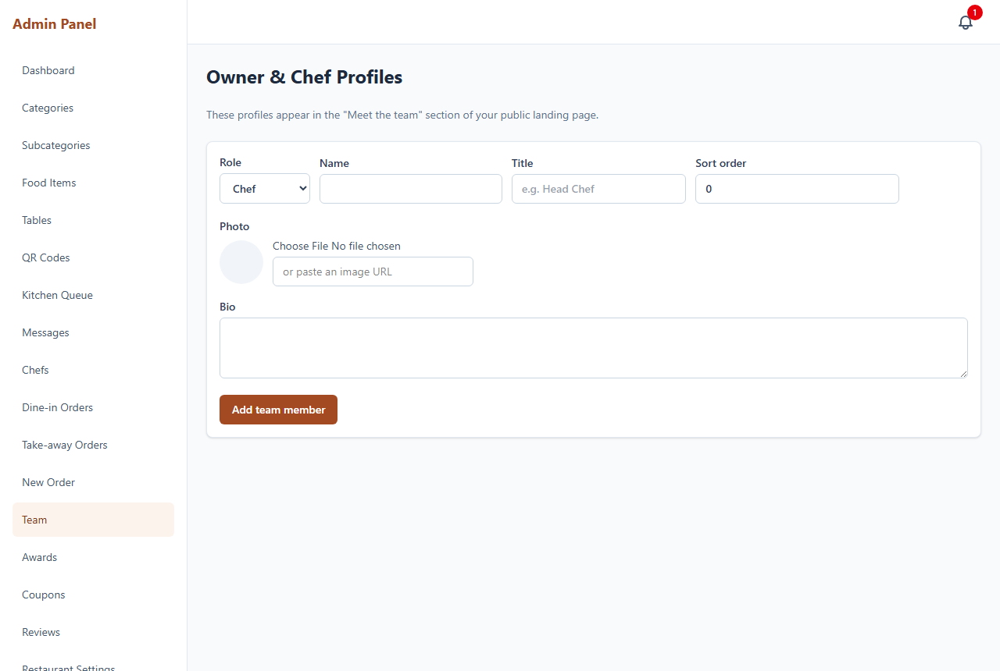 Admin Panel
1
Dashboard
Categories
Subcategories
Food Items
Tables
QR Codes
Kitchen Queue
Messages
Chefs
Dine-in Orders
Take-away Orders
New Order
Team
Awards
Coupons
Reviews
Restaurant Settings
Owner & Chef Profiles
These profiles appear in the "Meet the team" section of your public landing page.
Role Name Title Sort order
Chef e.g. Head Chef 0
Photo
Choose File No file chosen
or paste an image URL
Bio
Add team member